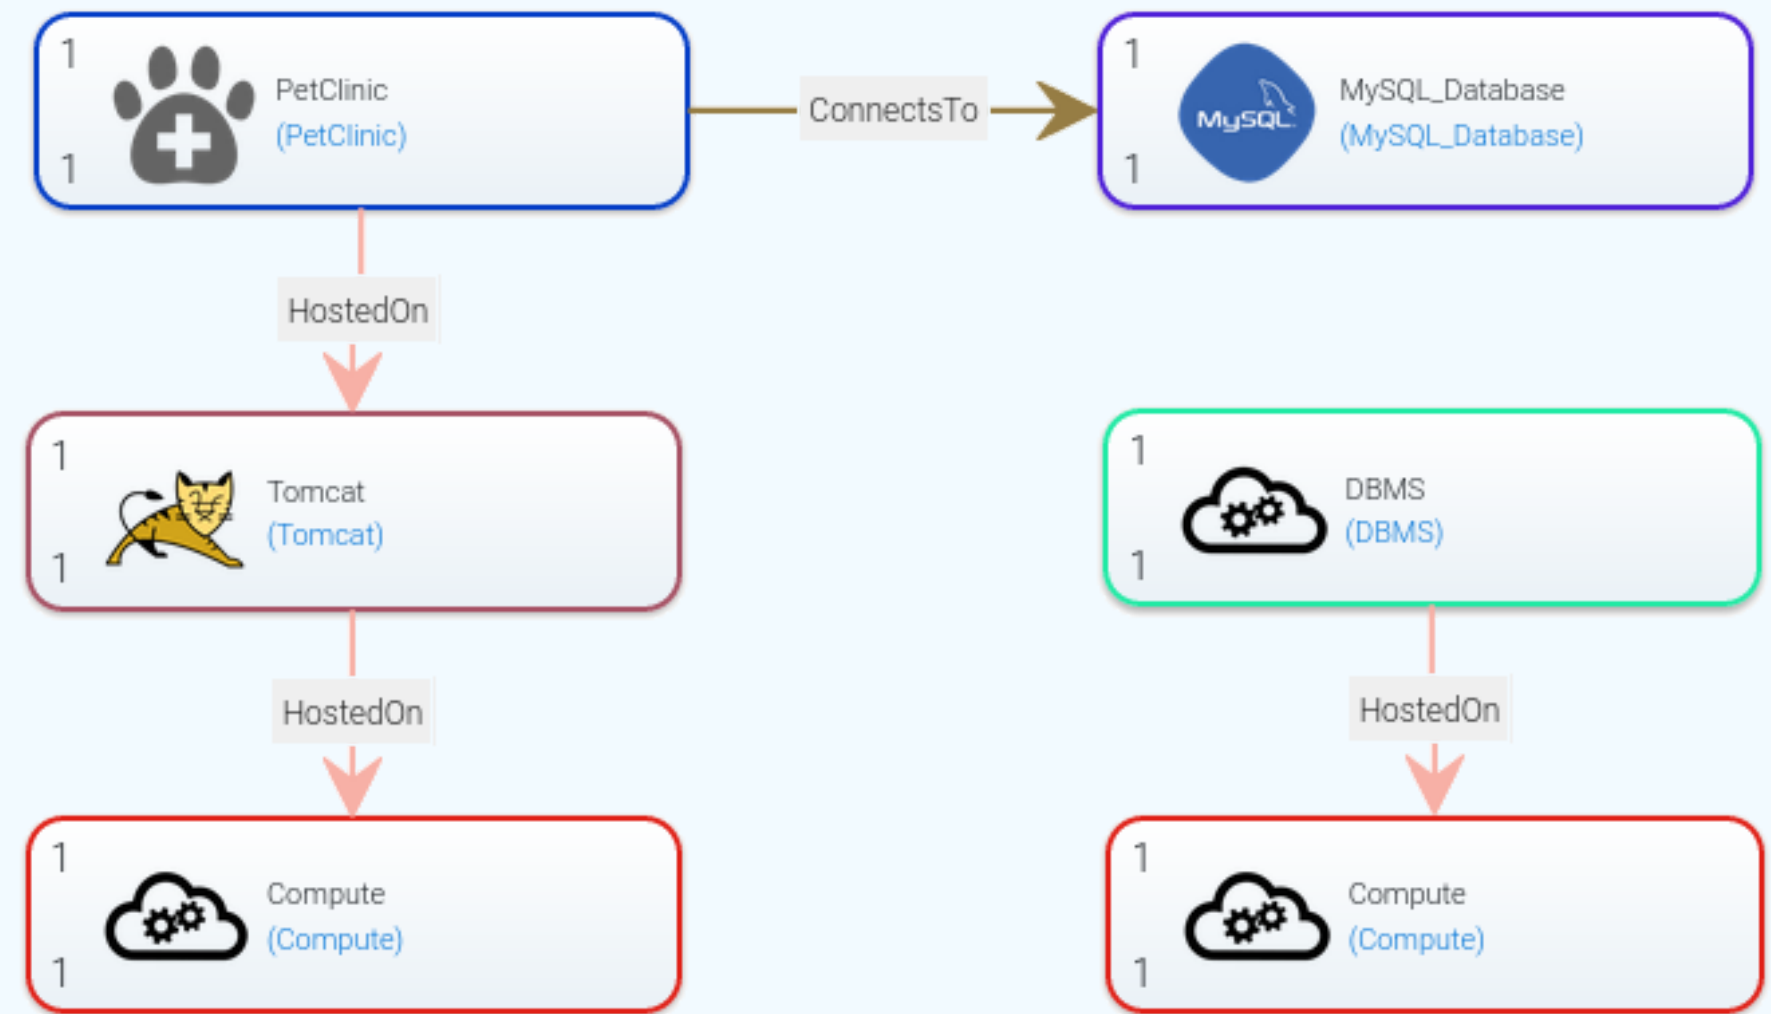 1
PetClinic
(PetClinic)
1
ConnectsTo
1
MySQL
MySQL_Database
(MySQL_Database)
1
HostedOn
1
Tomcat
(Tomcat)
1
1
DBMS
(DBMS)
1
HostedOn
HostedOn
1
Compute
(Compute)
1
1
Compute
(Compute)
1